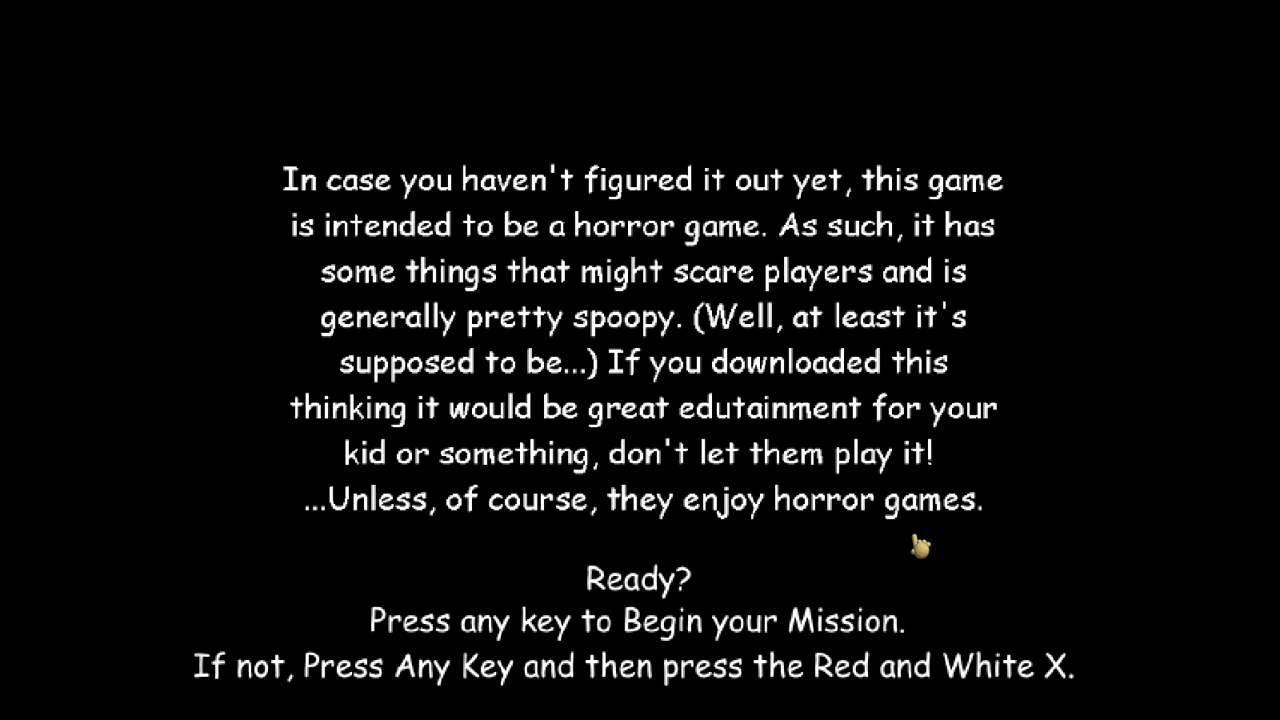 In case you haven't figured it out yet, this game
is intended to be a horror game. As such, it has
some things that might scare players and is
generally pretty spoopy. (Well, at least it's
supposed to be...) If you downloaded this
thinking it would be great edutainment for your
kid or something, don't let them play it!
...Unless, of course, they enjoy horror games.
Ready?
Press any key to Begin your Mission.
If not, Press Any Key and then press the Red and White X.